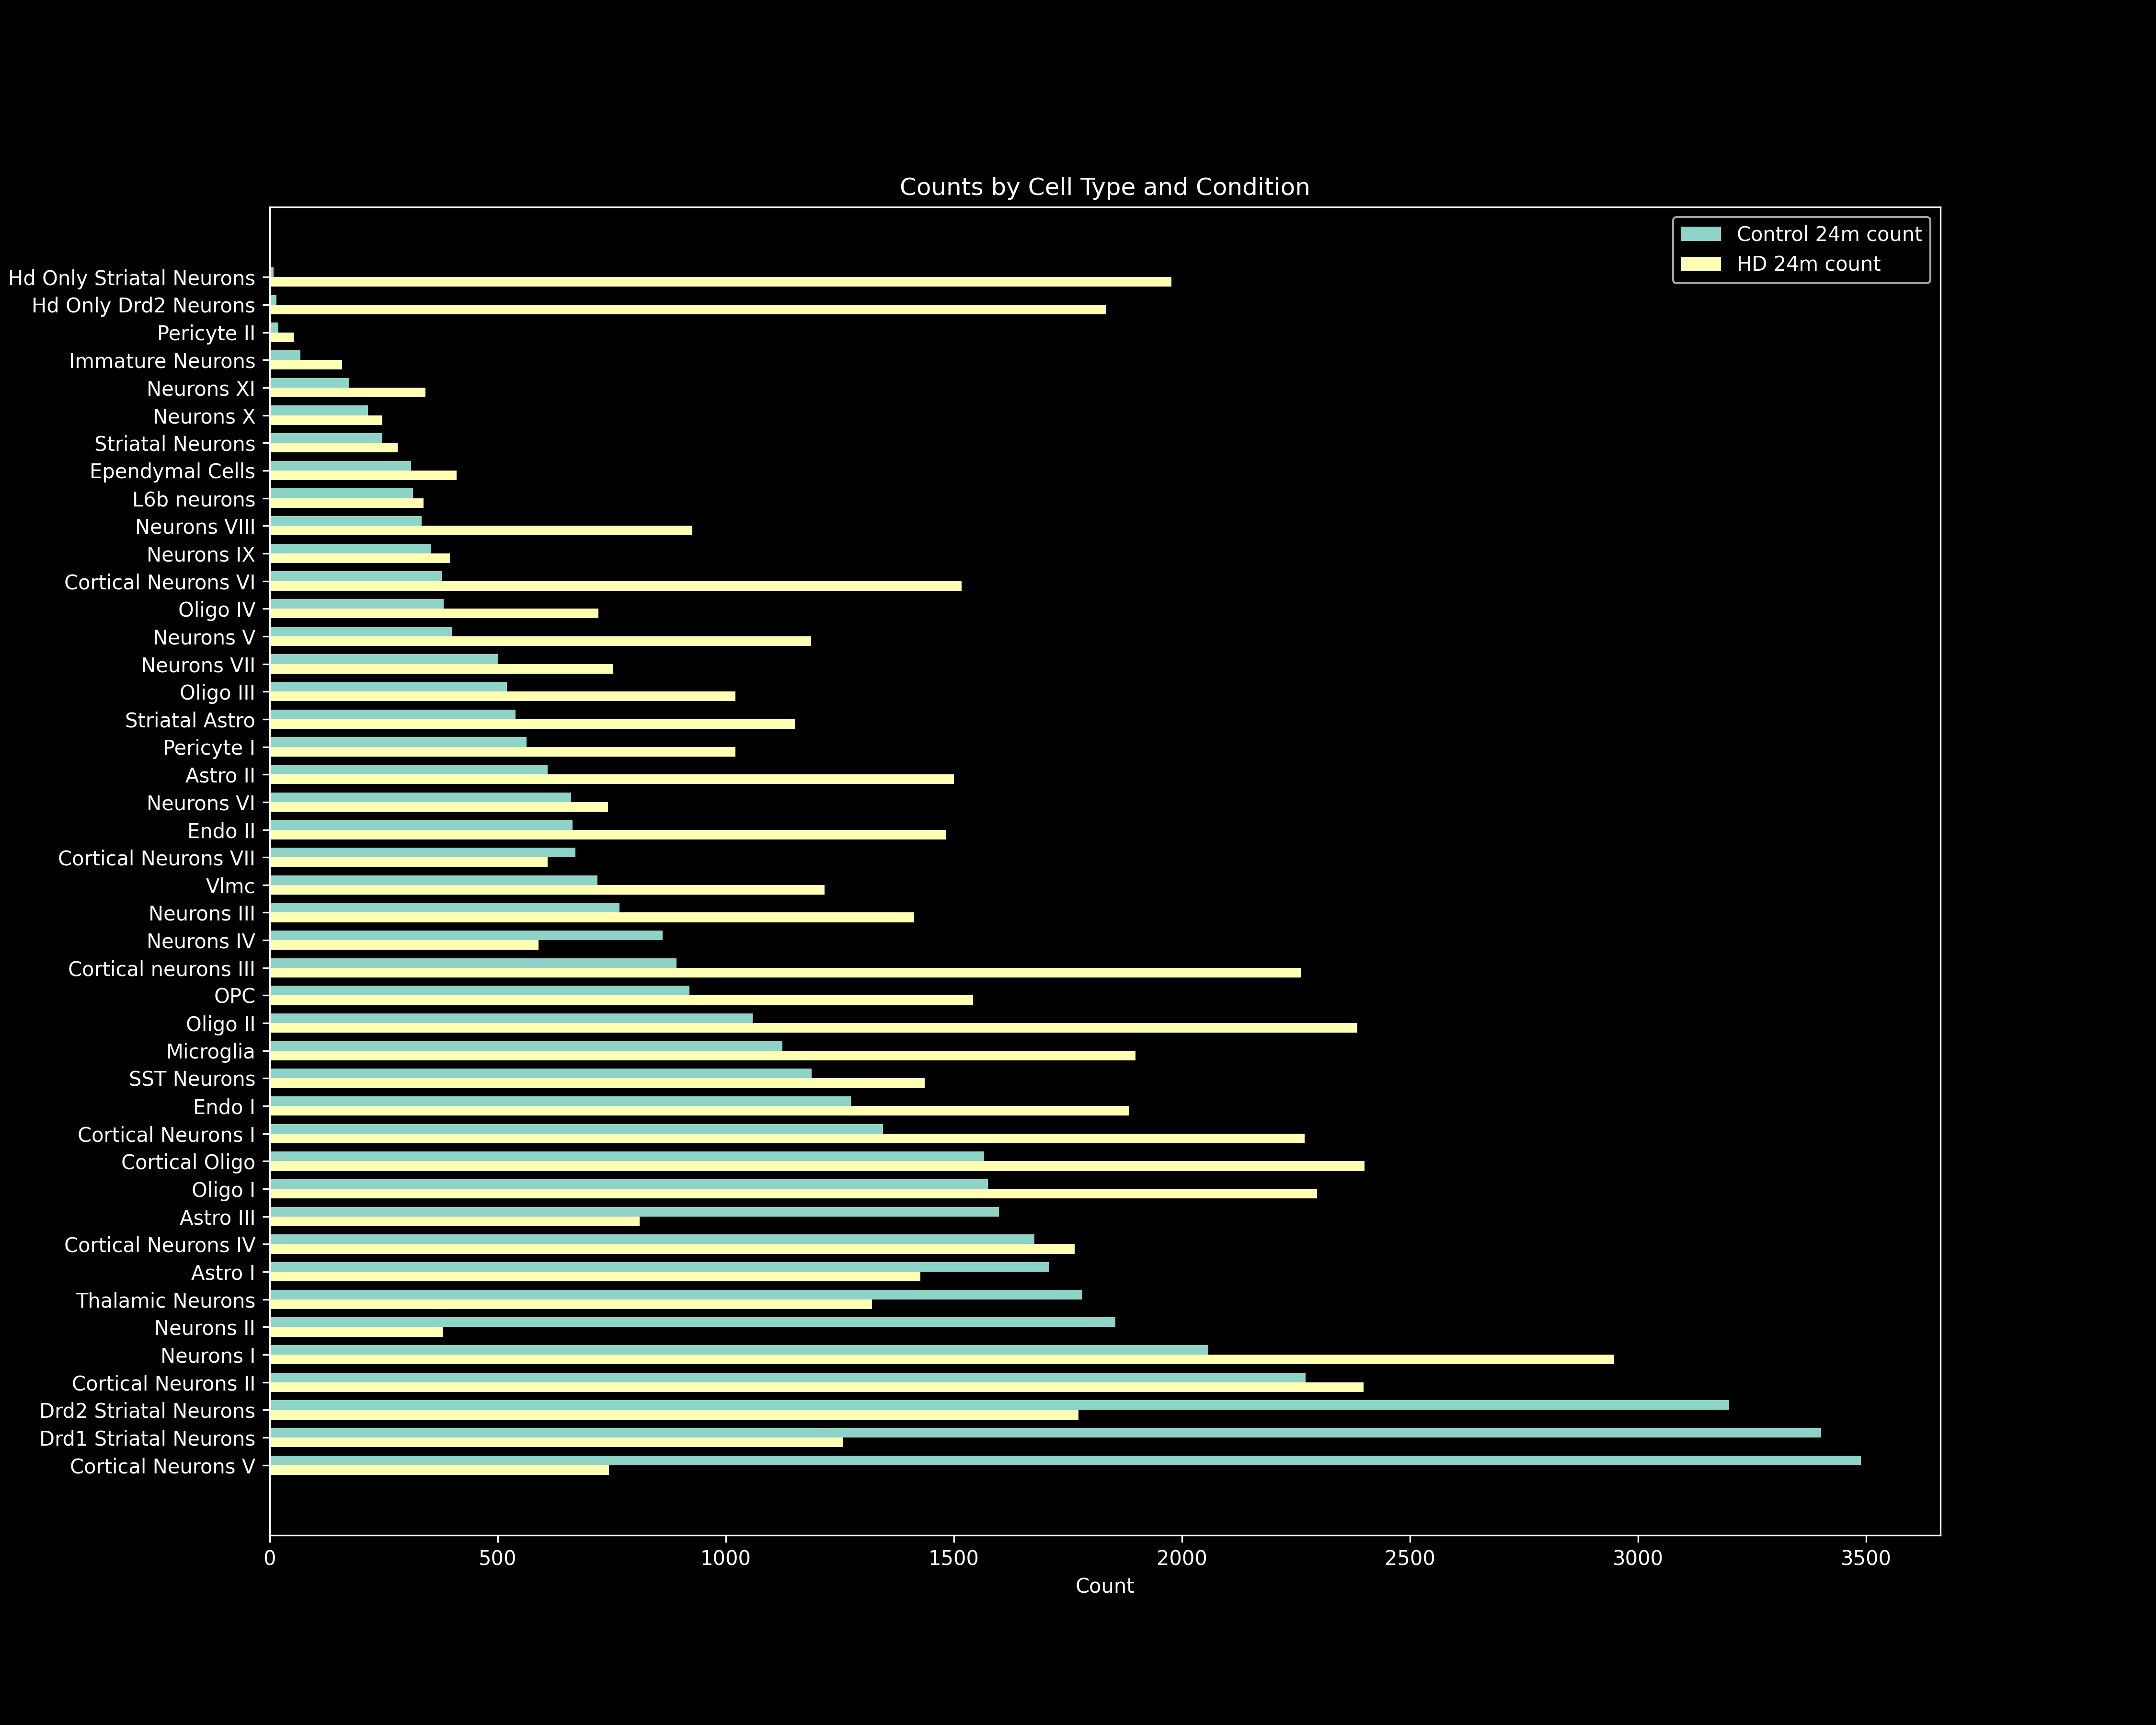 Counts by Cell Type and Condition
Control 24m count
HD 24m count
Hd Only Striatal Neurons
Hd Only Drd2 Neurons
Pericyte II
Immature Neurons
Neurons XI
Neurons X
Striatal Neurons
Ependymal Cells
L6b neurons
Neurons VIII
Neurons IX
Cortical Neurons VI
Oligo IV
Neurons V
Neurons VII
Oligo III
Striatal Astro
Pericyte I
Astro II
Neurons VI
Endo II
Cortical Neurons VII
Vlmc
Neurons III
Neurons IV
Cortical neurons III
OPC
Oligo II
Microglia
SST Neurons
Endo I
Cortical Neurons I
Cortical Oligo
Oligo I
Astro III
Cortical Neurons IV
Astro I
Thalamic Neurons
Neurons II
Neurons I
Cortical Neurons II
Drd2 Striatal Neurons
Drd1 Striatal Neurons
Cortical Neurons V
0 500 1000 1500 2000 2500 3000 3500
Count